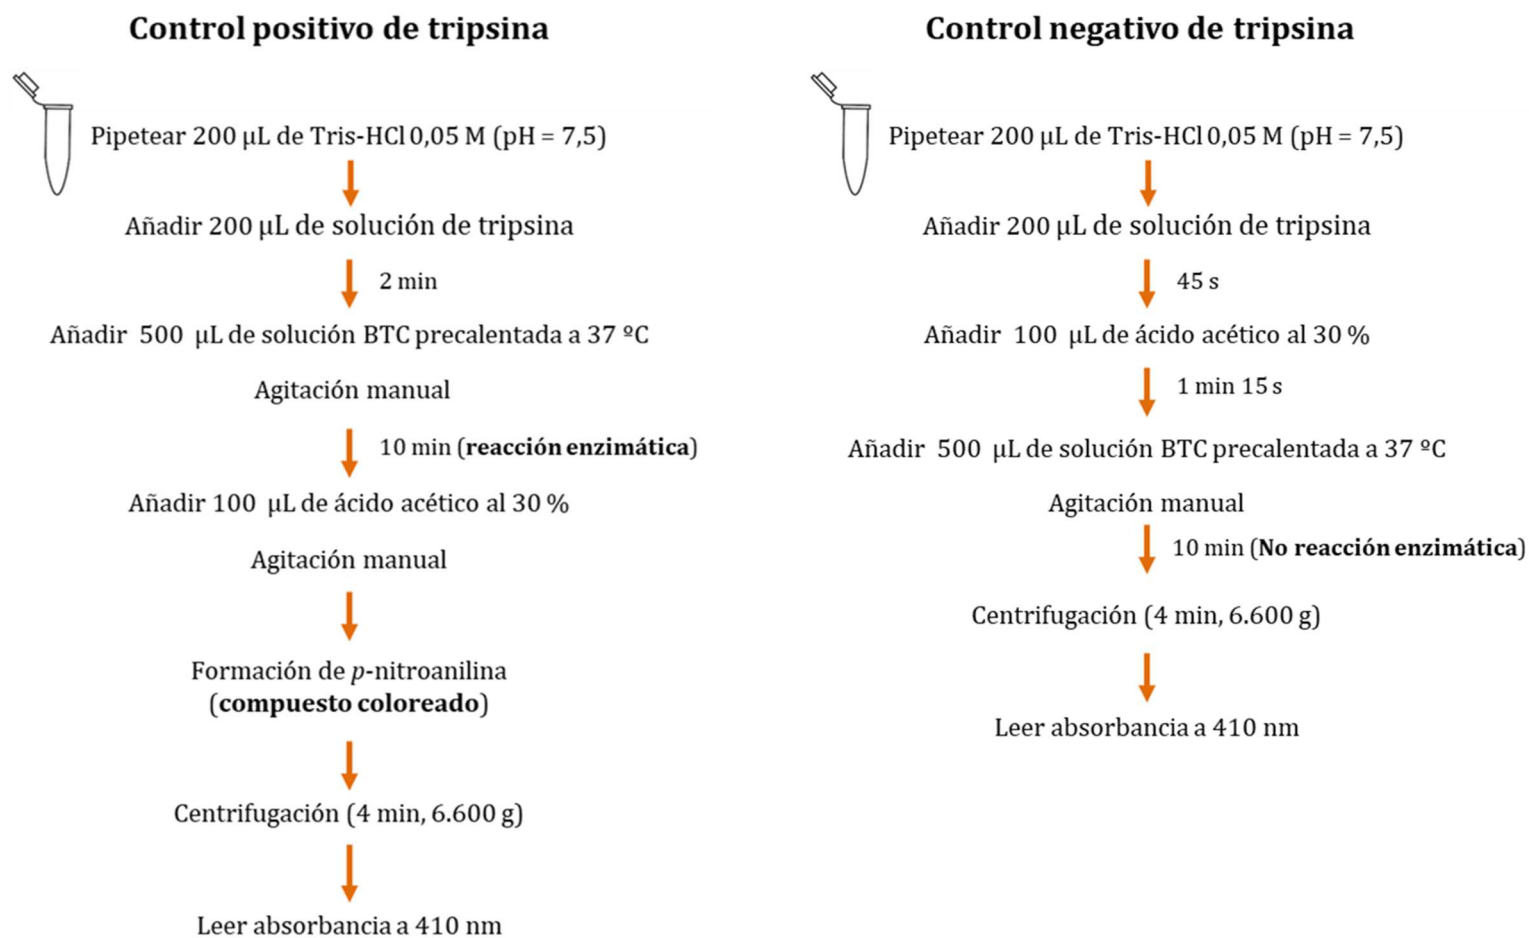 Control positivo de tripsina
Pipetear 200 µL de Tris-HCl 0,05 M (pH = 7,5)
Añadir 200 µL de solución de tripsina
2 min
Añadir 500 µL de solución BTC precalentada a 37 ºC
Agitación manual
10 min (reacción enzimática)
Añadir 100 µL de ácido acético al 30 %
Agitación manual
Formación de p-nitroanilina
(compuesto coloreado)
Centrifugación (4 min, 6.600 g)
Leer absorbancia a 410 nm
Control negativo de tripsina
Pipetear 200 µL de Tris-HCl 0,05 M (pH = 7,5)
Añadir 200 µL de solución de tripsina
45 s
Añadir 100 µL de ácido acético al 30 %
1 min 15 s
Añadir 500 µL de solución BTC precalentada a 37 ºC
Agitación manual
10 min (No reacción enzimática)
Centrifugación (4 min, 6.600 g)
Leer absorbancia a 410 nm